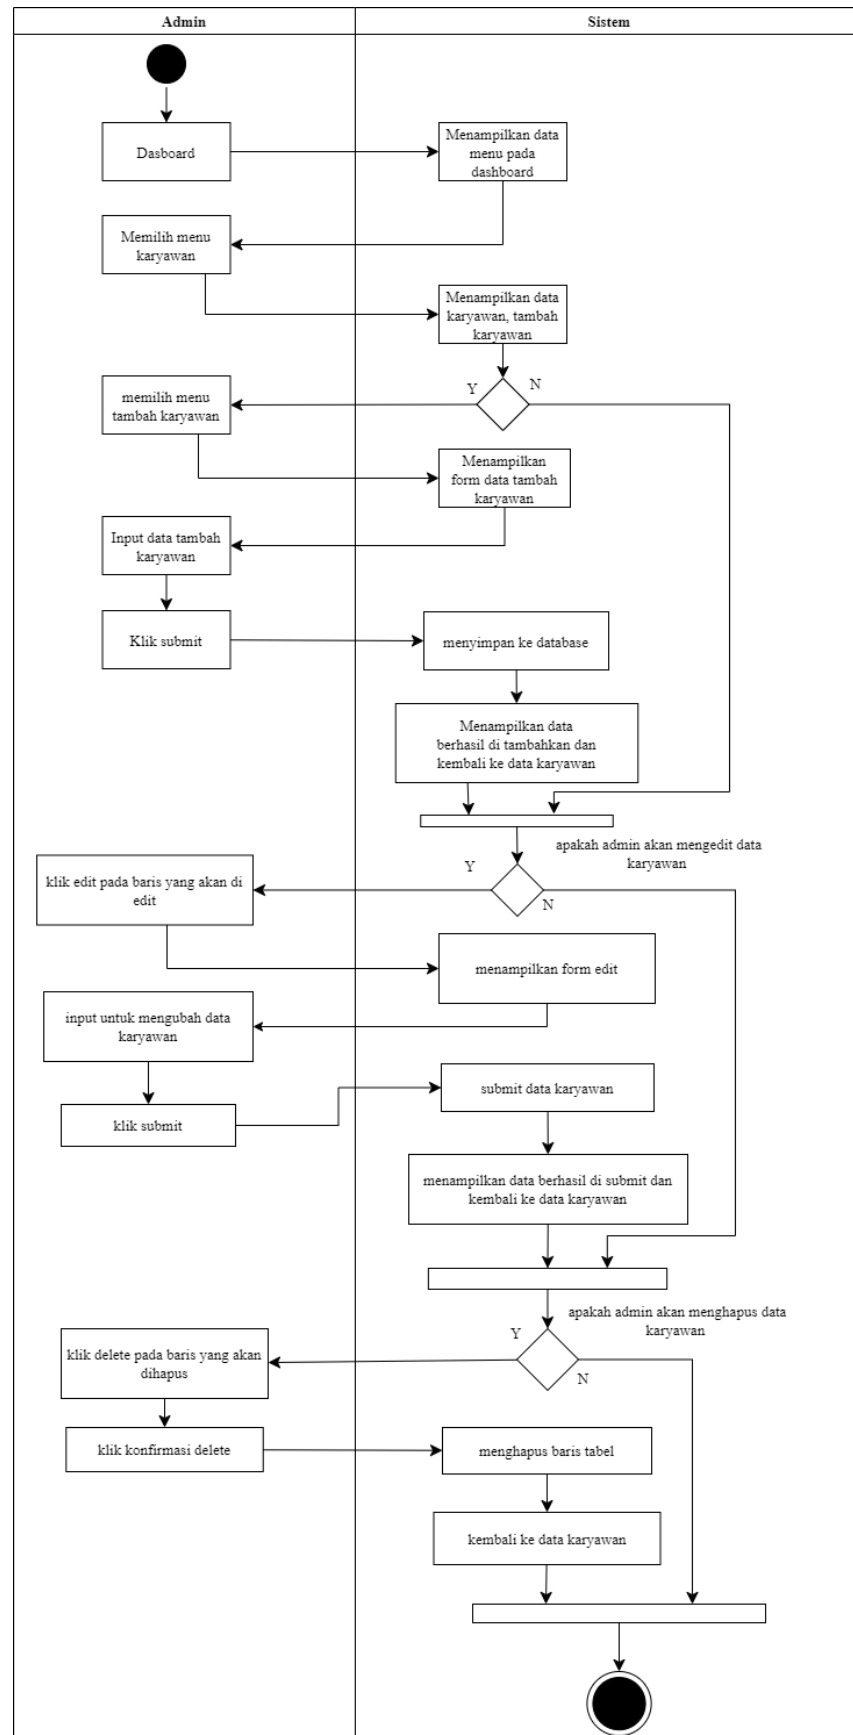 Admin
Sistem
Dasboard
Menampilkan data
menu pada
dashboard
Memilih menu
karyawan
Menampilkan data
karyawan, tambah
karyawan
Y
N
memilih menu
tambah karyawan
Menampilkan
form data tambah
karyawan
Input data tambah
karyawan
Klik submit
menyimpan ke database
Menampilkan data
berhasil di tambahkan dan
kembali ke data karyawan
apakah admin akan mengedit data
karyawan
Y
N
klik edit pada baris yang akan di
edit
menampilkan form edit
input untuk mengubah data
karyawan
klik submit
submit data karyawan
menampilkan data berhasil di submit dan
kembali ke data karyawan
apakah admin akan menghapus data
karyawan
Y
N
klik delete pada baris yang akan
dihapus
klik konfirmasi delete
menghapus baris tabel
kembali ke data karyawan